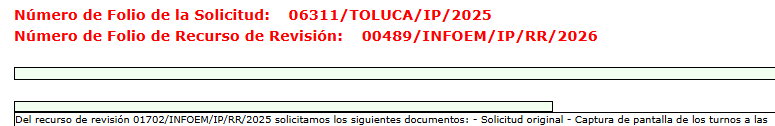 Número de Folio de la Solicitud: 06311/TOLUCA/IP/2025
Número de Folio de Recurso de Revisión: 00489/INFOEM/IP/RR/2026
Del recurso de revisión 01702/INFOEM/IP/RR/2025 solicitamos los siguientes documentos: - Solicitud original - Captura de pantalla de los turnos a las